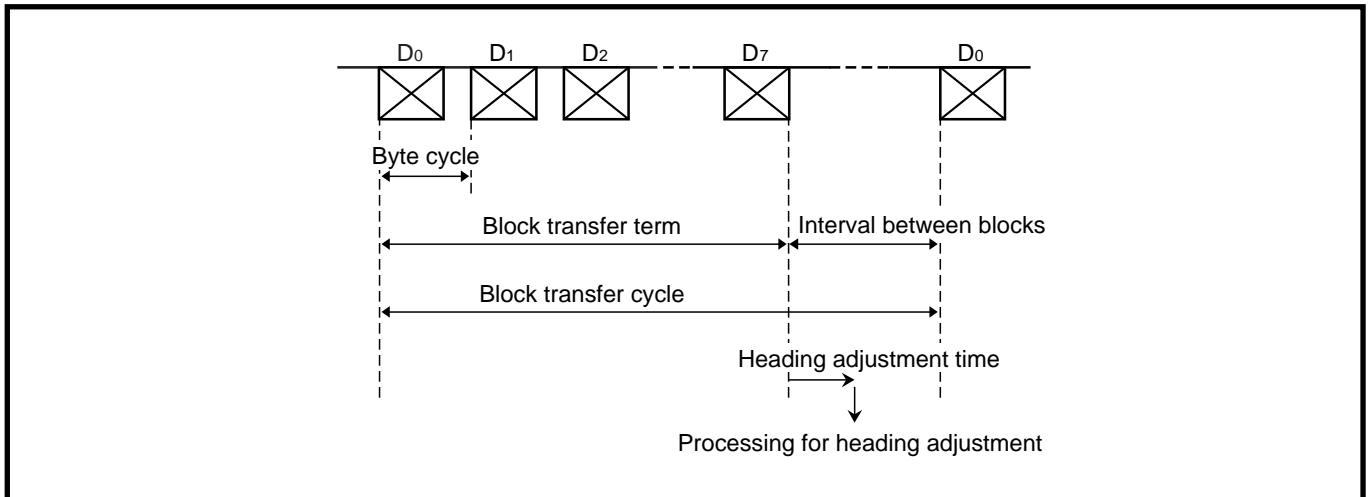 D0 D1 D2 D7 D0
Byte cycle
Block transfer term Interval between blocks
Block transfer cycle
Heading adjustment time
Processing for heading adjustment